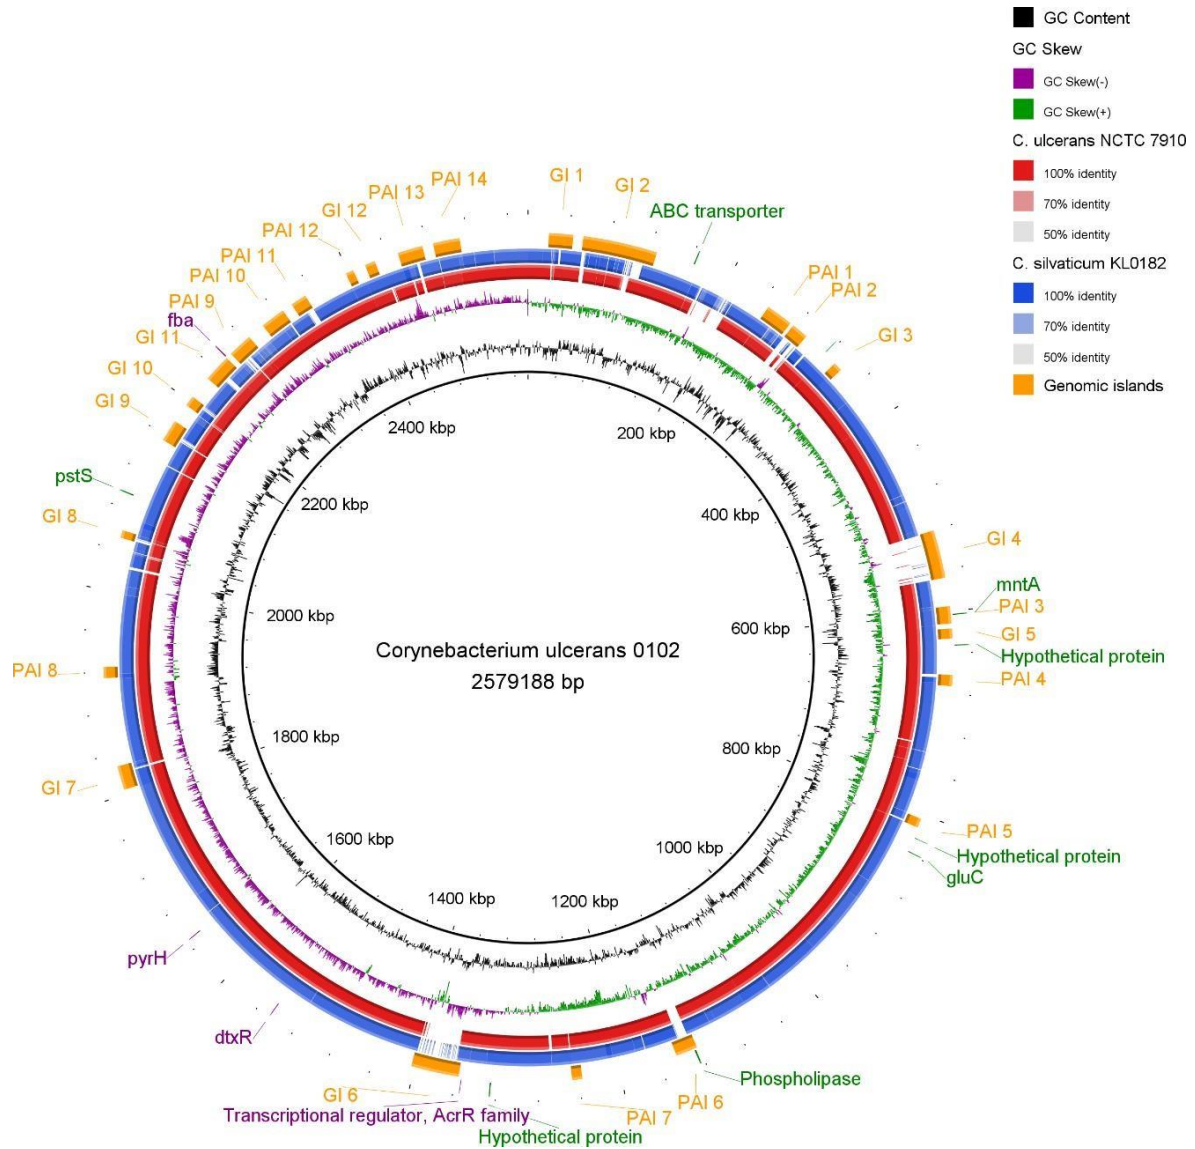 GC Content
GC Skew
GC Skew(-)
GC Skew(+)
C. ulcerans NCTC 7910
100% identity
70% identity
50% identity
C. silvaticum KL0182
100% identity
70% identity
50% identity
Genomic islands
GI 1
GI 2
ABC transporter
PAI 1
PAI 2
GI 3
GI 4
mntA
PAI 3
GI 5
Hypothetical protein
PAI 4
PAI 5
Hypothetical protein
gluC
Phospholipase
PAI 6
PAI 7
Hypothetical protein
Transcriptional regulator, AcrR family
GI 6
dtxR
pyrH
GI 7
PAI 8
GI 8
pstS
GI 9
GI 10
GI 11
fba
PAI 9
PAI 10
PAI 11
PAI 12
GI 12
PAI 13
PAI 14
200 kbp
400 kbp
600 kbp
800 kbp
1000 kbp
1200 kbp
1400 kbp
1600 kbp
1800 kbp
2000 kbp
2200 kbp
2400 kbp
Corynebacterium ulcerans 0102
2579188 bp